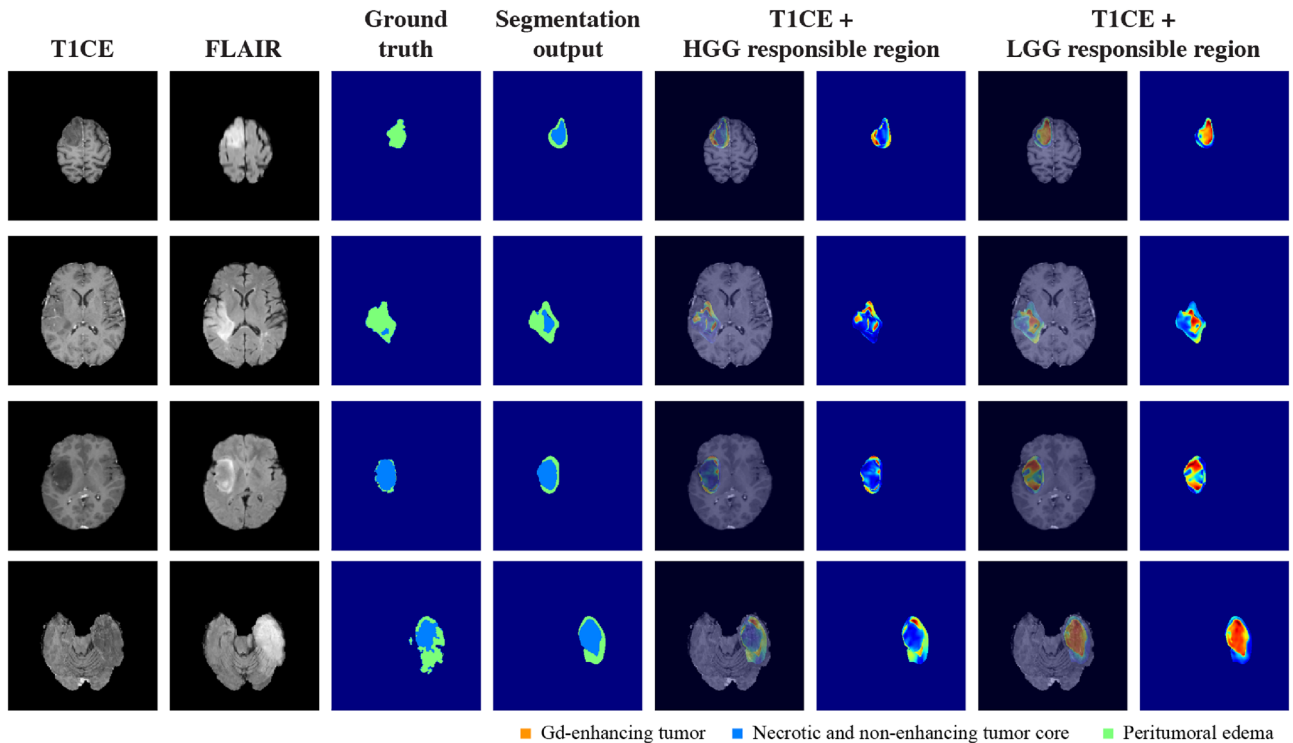 T1CE
FLAIR
Ground
truth
Segmentation
output
T1CE +
HGG responsible region
T1CE +
LGG responsible region
Gd-enhancing tumor
Necrotic and non-enhancing tumor core
Peritumoral edema